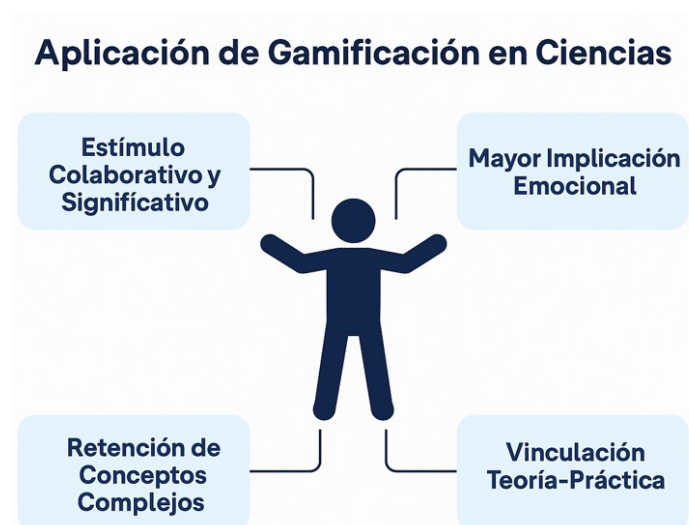 Aplicación de Gamificación en Ciencias
Estímulo
Colaborativo y
Signifícativo
Mayor Implicación
Emocional
Retención de
Conceptos
Complejos
Vinculación
Teoría-Práctica